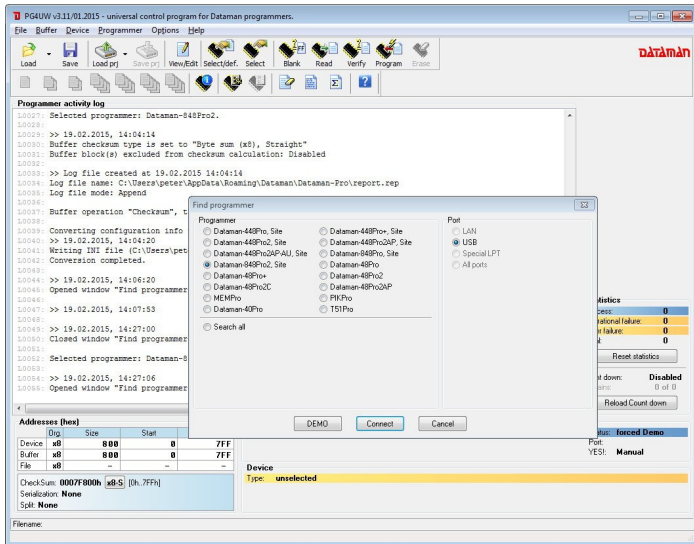 PG4UW v3.11/01.2015 - universal control program for Dataman programmers.
File Buffer Device Programmer Options Help
Load Save Load prj Save prj View/Edit Select/def. Select Blank Read Verify Program Erase
DATAMAN
Programmer activity log
L0027: Selected programmer: Dataman-848Pro2.
L0028:
L0029: >> 19.02.2015, 14:04:14
L0030: Buffer checksum type is set to "Byte sum (x8), Straight"
L0031: Buffer block(s) excluded from checksum calculation: Disabled
L0032:
L0033: >> Log file created at 19.02.2015 14:04:14
L0034: Log file name: C:\Users\peter\AppData\Roaming\Dataman\Dataman-Pro\report.rep
L0035: Log file mode: Append
L0036:
L0037: Buffer operation "Checksum", t
L0038:
L0039: Converting configuration info
L0040: >> 19.02.2015, 14:04:20
L0041: Writing INI file (C:\Users\pet
L0042: Conversion completed.
L0043:
L0044: >> 19.02.2015, 14:06:20
L0045: Opened window "Find programmer
L0046:
L0047: >> 19.02.2015, 14:07:53
L0048:
L0049: >> 19.02.2015, 14:27:00
L0050: Closed window "Find programmer
L0051:
L0052: Selected programmer: Dataman-8
L0053:
L0054: >> 19.02.2015, 14:27:06
L0055: Opened window "Find programmer
Find programmer
Programmer
Dataman-448Pro, Site Dataman-448Pro+, Site
Dataman-448Pro2, Site Dataman-448Pro2AP, Site
Dataman-448Pro2AP-AU, Site Dataman-848Pro, Site
Dataman-848Pro2, Site Dataman-48Pro
Dataman-48Pro+ Dataman-48Pro2
Dataman-48Pro2C Dataman-48Pro2AP
MEMPro PIKPro
Dataman-40Pro T51Pro
Search all
Port
LAN
USB
Special LPT
All ports
DEMO Connect Cancel
tistics
cess: 0
rational failure: 0
r failure: 0
al: 0
Reset statistics
nt down: Disabled
ains: 0 of 0
Reload Count down
Status: forced Demo
Port:
YES!: Manual
Addresses (hex)
Org. Size Start
Device x8 800 0 7FF
Buffer x8 800 0 7FF
File x8 - - -
CheckSum: 0007F800h x8-S [0h..7FFh]
Serialization: None
Split: None
Device
Type: unselected
Filename: